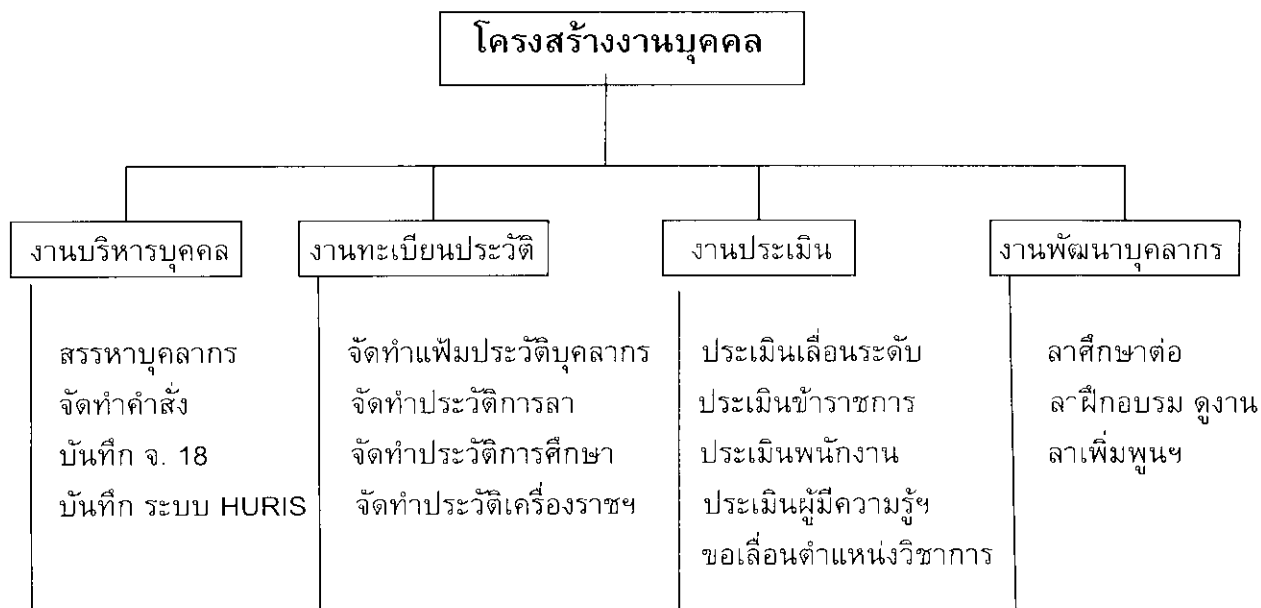 โครงสร้างงานบุคคล
งานบริหารบุคคล
สรรหาบุคลากร
จัดทำคำสั่ง
บันทึก จ. 18
บันทึก ระบบ HURIS
งานทะเบียนประวัติ
จัดทำแฟ้มประวัติบุคลากร
จัดทำประวัติการลา
จัดทำประวัติการศึกษา
จัดทำประวัติเครื่องราชฯ
งานประเมิน
ประเมินเลื่อนระดับ
ประเมินข้าราชการ
ประเมินพนักงาน
ประเมินผู้มีความรู้ฯ
ขอเลื่อนตำแหน่งวิชาการ
งานพัฒนาบุคลากร
ลาศึกษาต่อ
ลาฝึกอบรม ดูงาน
ลาเพิ่มพูนฯ